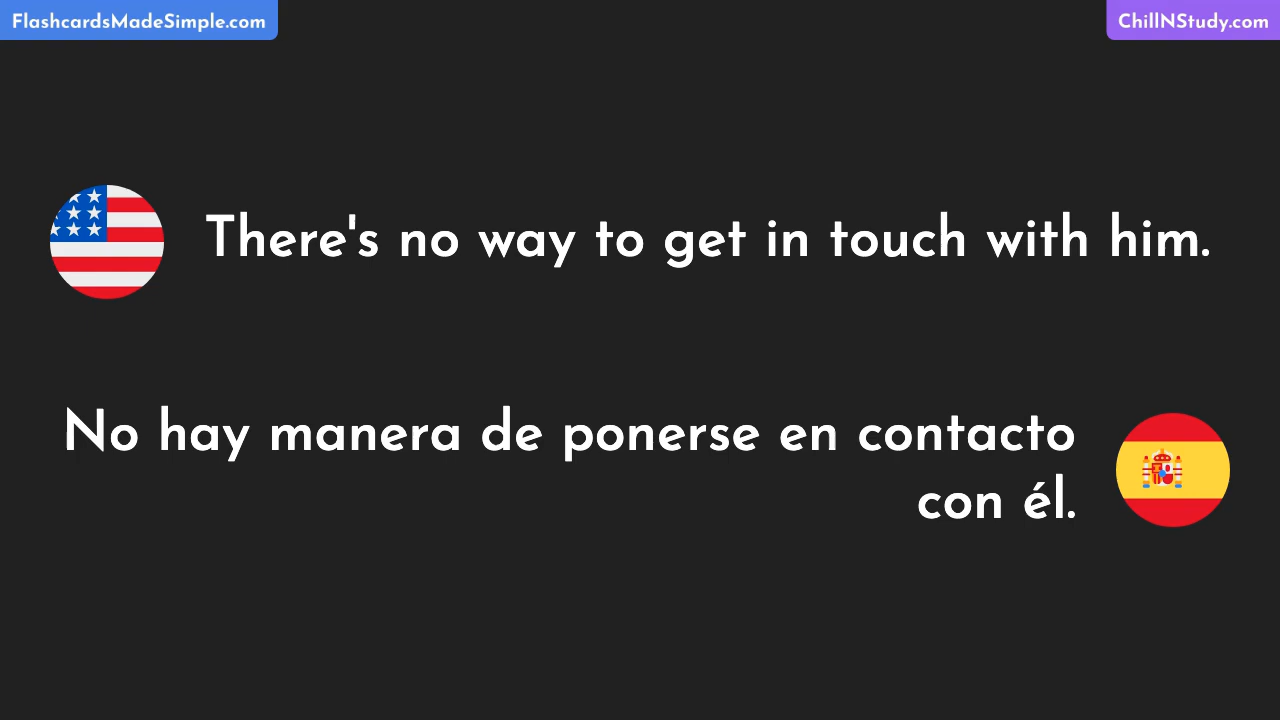 FlashcardsMadeSimple.com
ChillNStudy.com
There's no way to get in touch with him.
No hay manera de ponerse en contacto
con él.